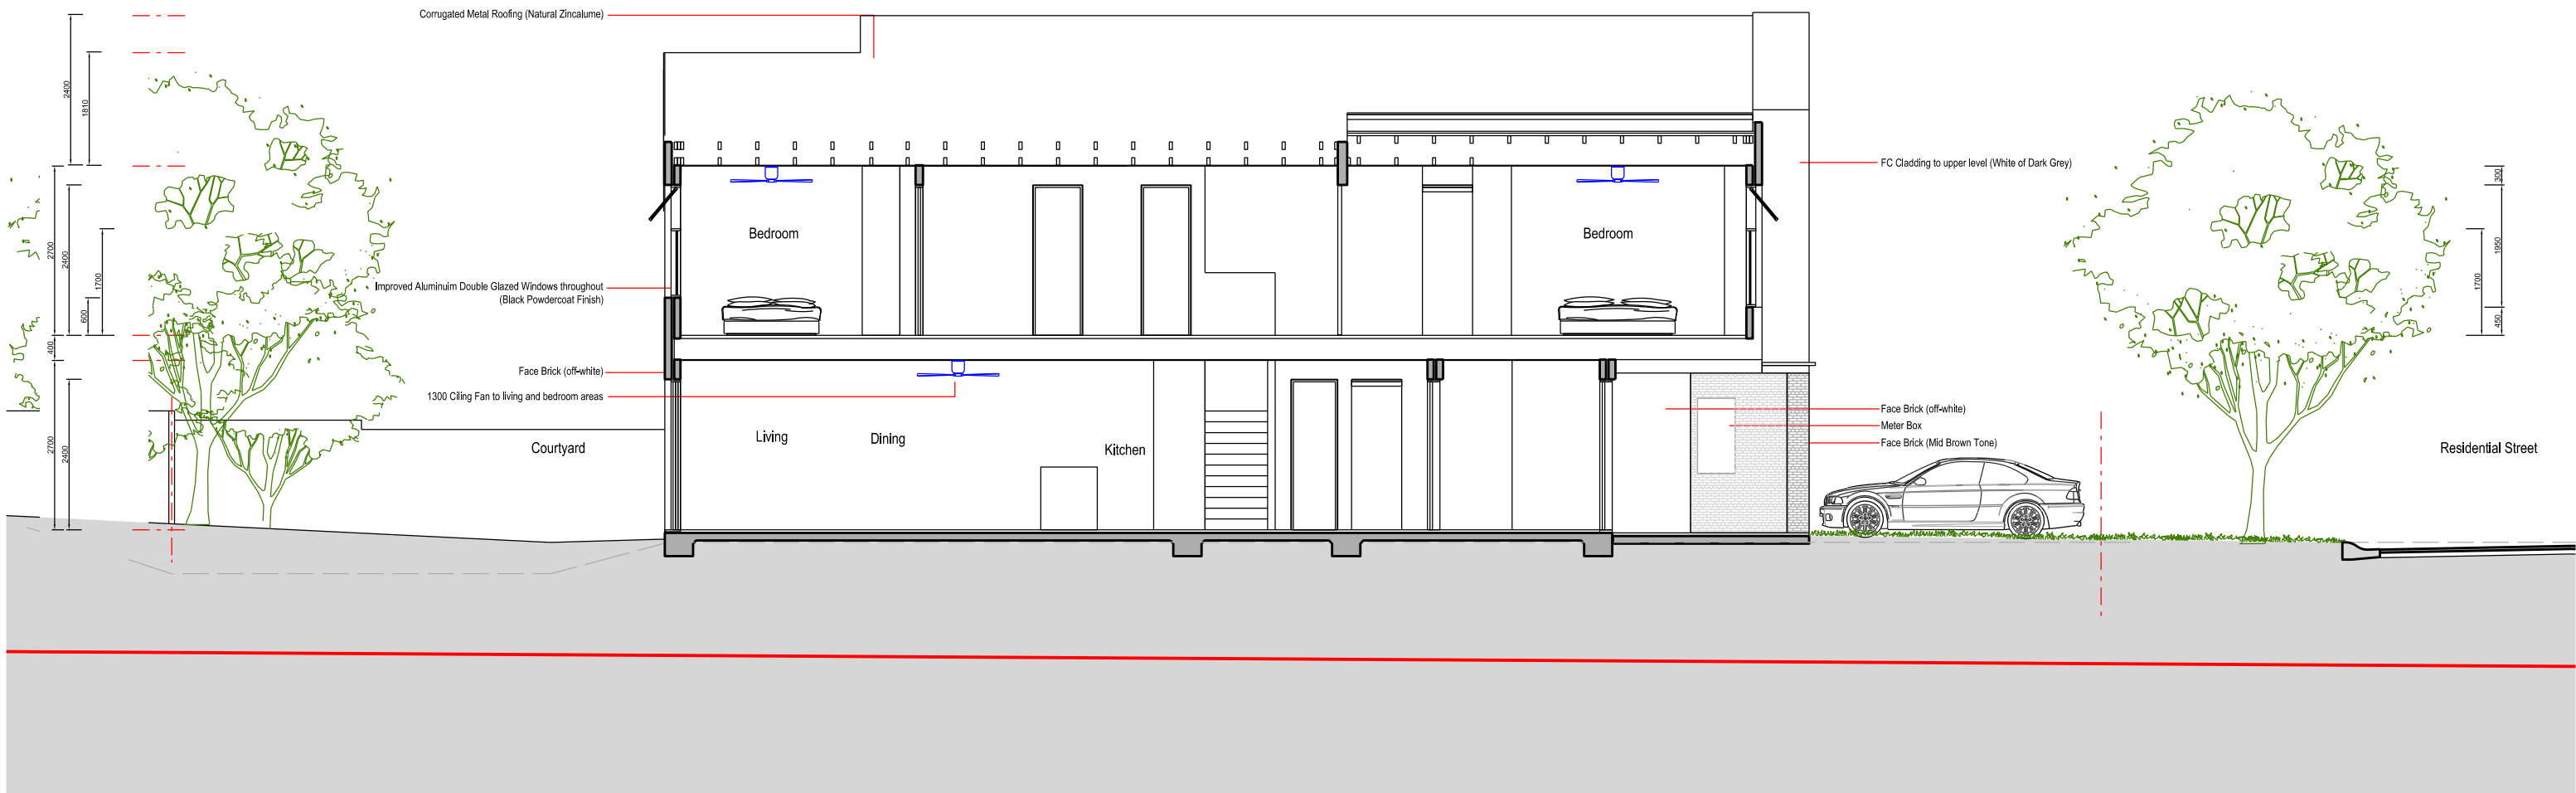 Corrugated Metal Roofing (Natural Zincalume)
2400
1810
FC Cladding to upper level (White of Dark Grey)
300
2700
2400
1700
600
Bedroom
Bedroom
1950
1700
450
Improved Aluminuim Double Glazed Windows throughout
(Black Powdercoat Finish)
400
Face Brick (off-white)
1300 Ciling Fan to living and bedroom areas
2700
2400
Living
Dining
Kitchen
Courtyard
Face Brick (off-white)
Meter Box
Face Brick (Mid Brown Tone)
Residential Street